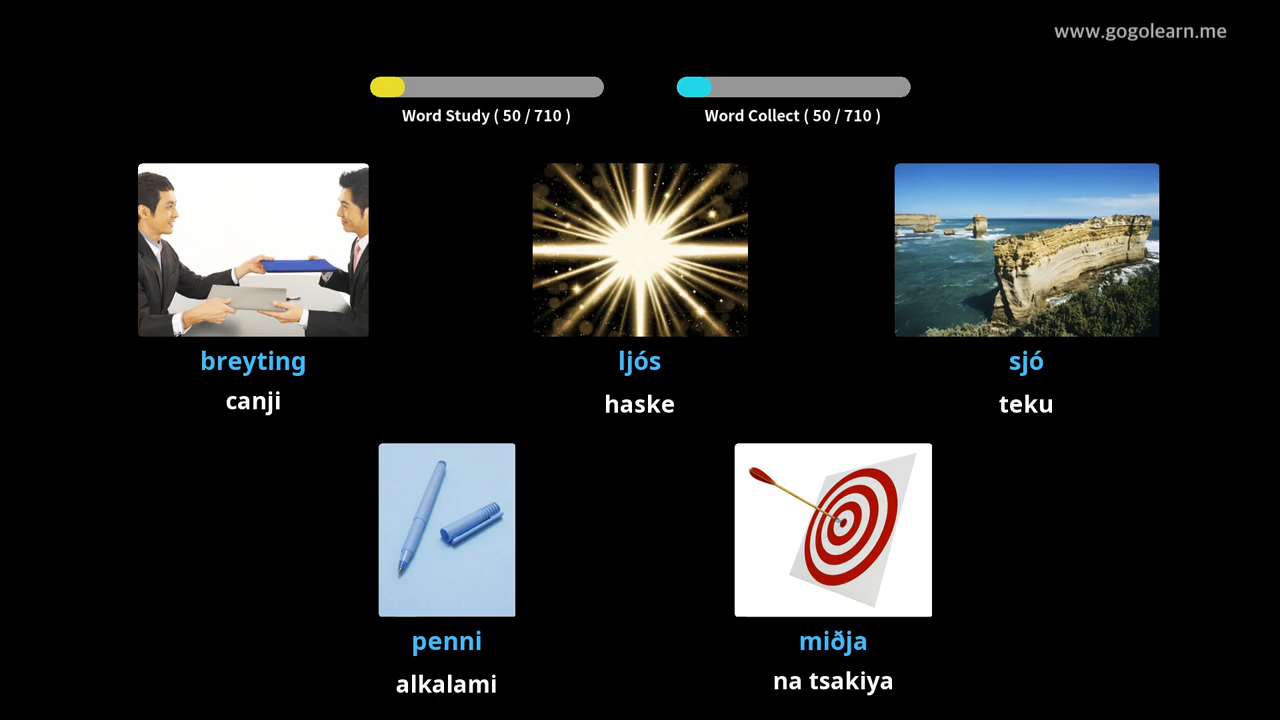 www.gogolearn.me
Word Study ( 50 / 710 )
Word Collect ( 50 / 710 )
breyting
ljós
sjó
canji
haske
teku
penni
miðja
alkalami
na tsakiya